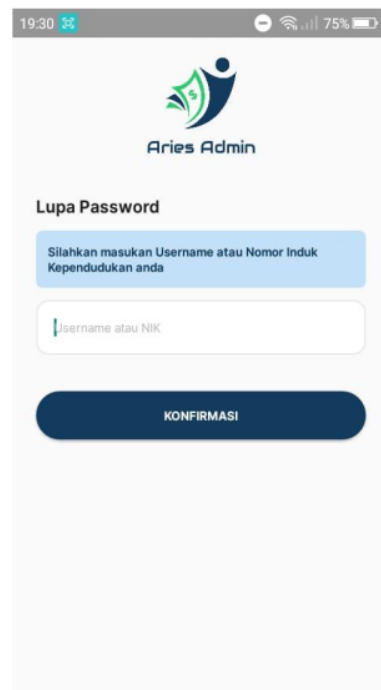 19:30
75%
Aries Admin
Lupa Password
Silahkan masukan Username atau Nomor Induk
Kependudukan anda
Username atau NIK
KONFIRMASI